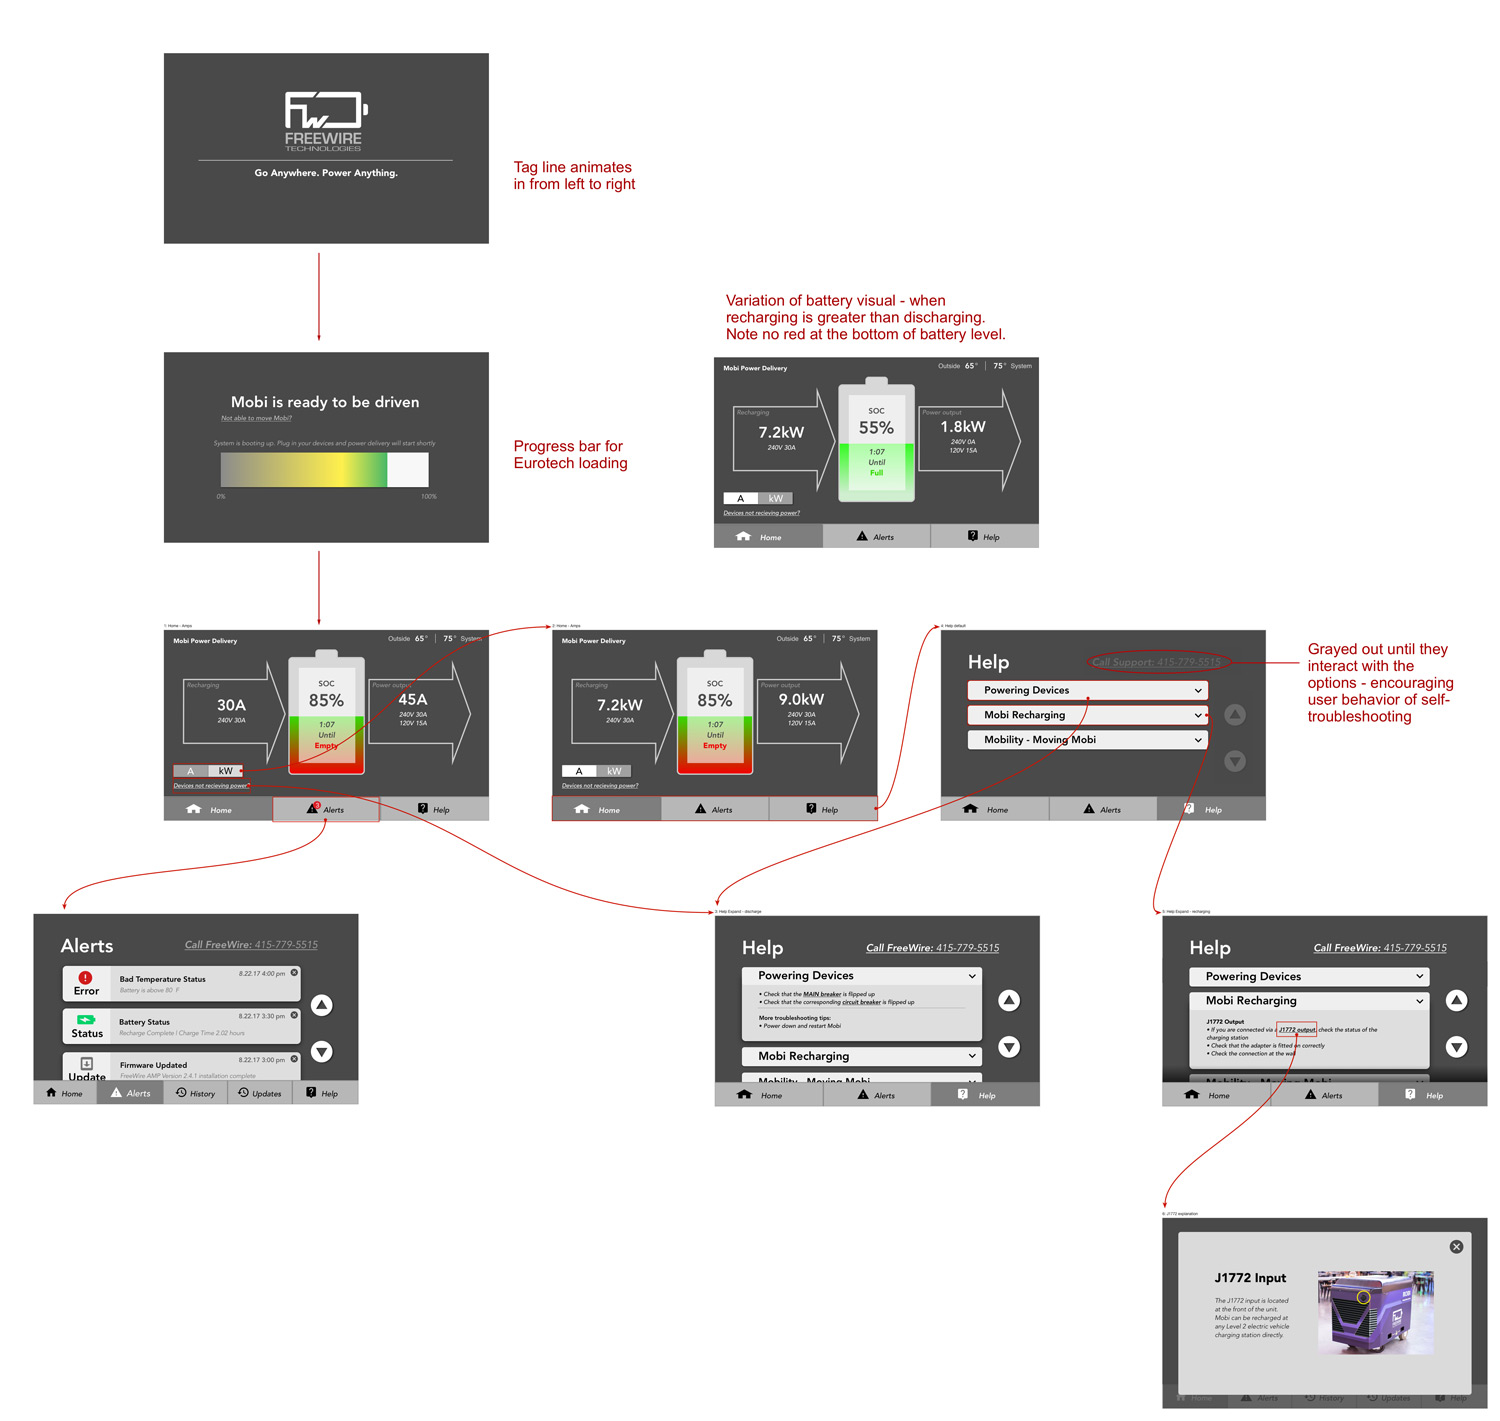 FW
FREEWIRE
TECHNOLOGIES
Go Anywhere. Power Anything.
Tag line animates
in from left to right
Mobi is ready to be driven
Not able to move Mobi?
System is booting up. Plug in your devices and power delivery will start shortly
0%
100%
Progress bar for
Eurotech loading
Variation of battery visual - when
recharging is greater than discharging.
Note no red at the bottom of battery level.
Mobi Power Delivery
Outside 65° | 75° System
Recharging
7.2kW
240V 30A
SOC
55%
1:07
Until
Full
Power output
1.8kW
240V 0A
120V 15A
A kW
Devices not recieving power?
Home
Alerts
Help
1: Home - Amps
Mobi Power Delivery
Outside 65° | 75° System
Recharging
30A
240V 30A
SOC
85%
1:07
Until
Empty
Power output
45A
240V 30A
120V 15A
A kW
Devices not recieving power?
Home
3
Alerts
Help
2: Home - Amps
Mobi Power Delivery
Outside 65° | 75° System
Recharging
7.2kW
240V 30A
SOC
85%
1:07
Until
Empty
Power output
9.0kW
240V 30A
120V 15A
A kW
Devices not recieving power?
Home
Alerts
Help
4: Help default
Help
Call Support: 415-779-5515
Powering Devices
Mobi Recharging
Mobility - Moving Mobi
Home
Alerts
Help
Grayed out until they
interact with the
options - encouraging
user behavior of self-
troubleshooting
Alerts
Call FreeWire: 415-779-5515
Error
Bad Temperature Status
8.22.17 4:00 pm
Battery is above 80 F
Status
Battery Status
8.22.17 3:30 pm
Recharge Complete | Charge Time 2.02 hours
Update
Firmware Updated
8.22.17 3:00 pm
FreeWire AMP Version 2.4.1 installation complete
Home
Alerts
History
Updates
Help
3: Help Expand - discharge
Help
Call FreeWire: 415-779-5515
Powering Devices
• Check that the MAIN breaker is flipped up
• Check that the corresponding circuit breaker is flipped up
More troubleshooting tips:
• Power down and restart Mobi
Mobi Recharging
Mobility - Moving Mobi
Home
Alerts
Help
5: Help Expand - recharging
Help
Call FreeWire: 415-779-5515
Powering Devices
Mobi Recharging
J1772 Output
• If you are connected via a J1772 output, check the status of the
charging station
• Check that the adapter is fitted on correctly
• Check the connection at the wall
Mobility - Moving Mobi
Home
Alerts
Help
6: J1772 explanation
J1772 Input
The J1772 input is located
at the front of the unit.
Mobi can be recharged at
any Level 2 electric vehicle
charging station directly.
Home
Alerts
History
Updates
Help